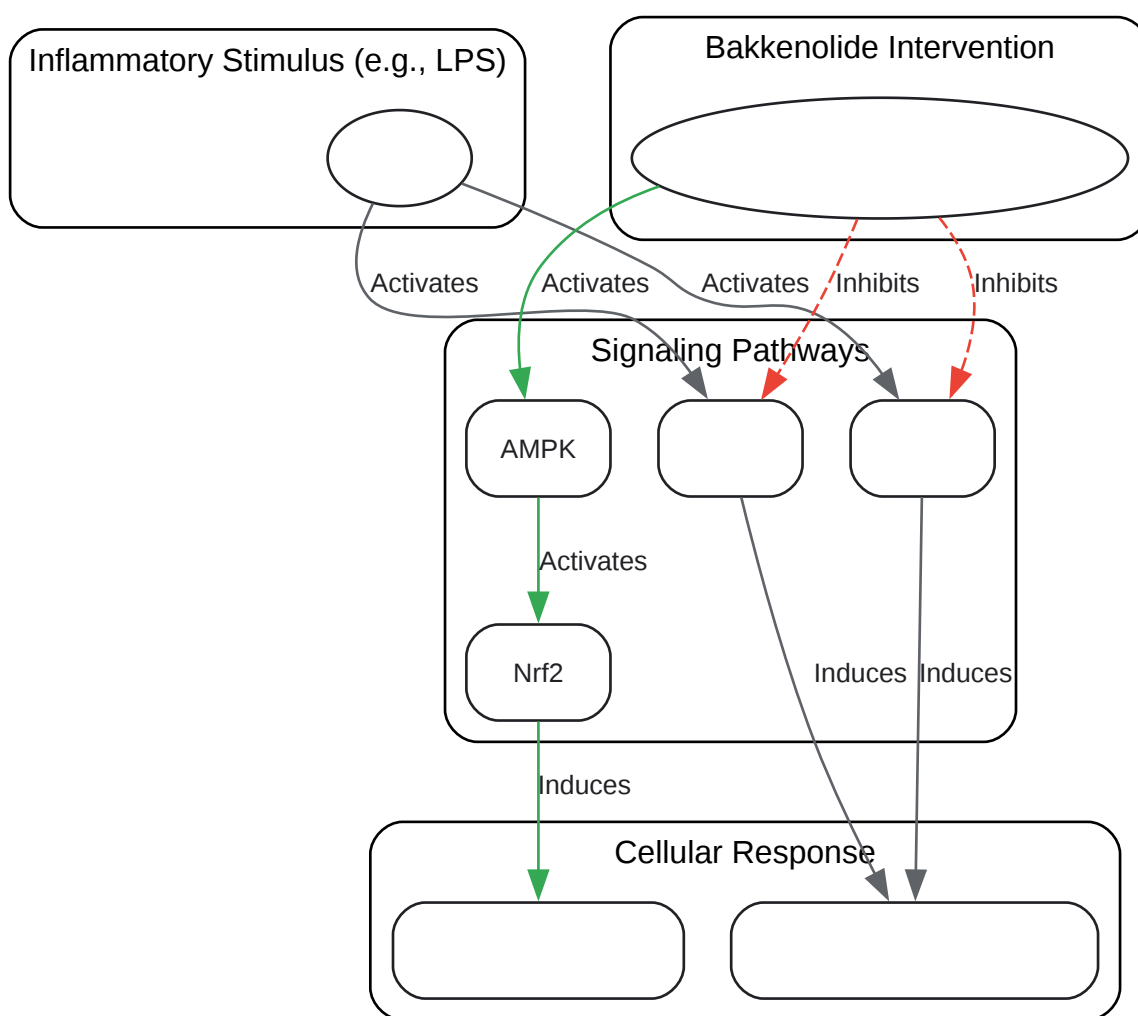 Inflammatory Stimulus (e.g., LPS)
Bakkenolide Intervention
Activates
Activates
Activates
Inhibits
Inhibits
Signaling Pathways
AMPK
Activates
Nrf2
Induces
Induces
Induces
Cellular Response